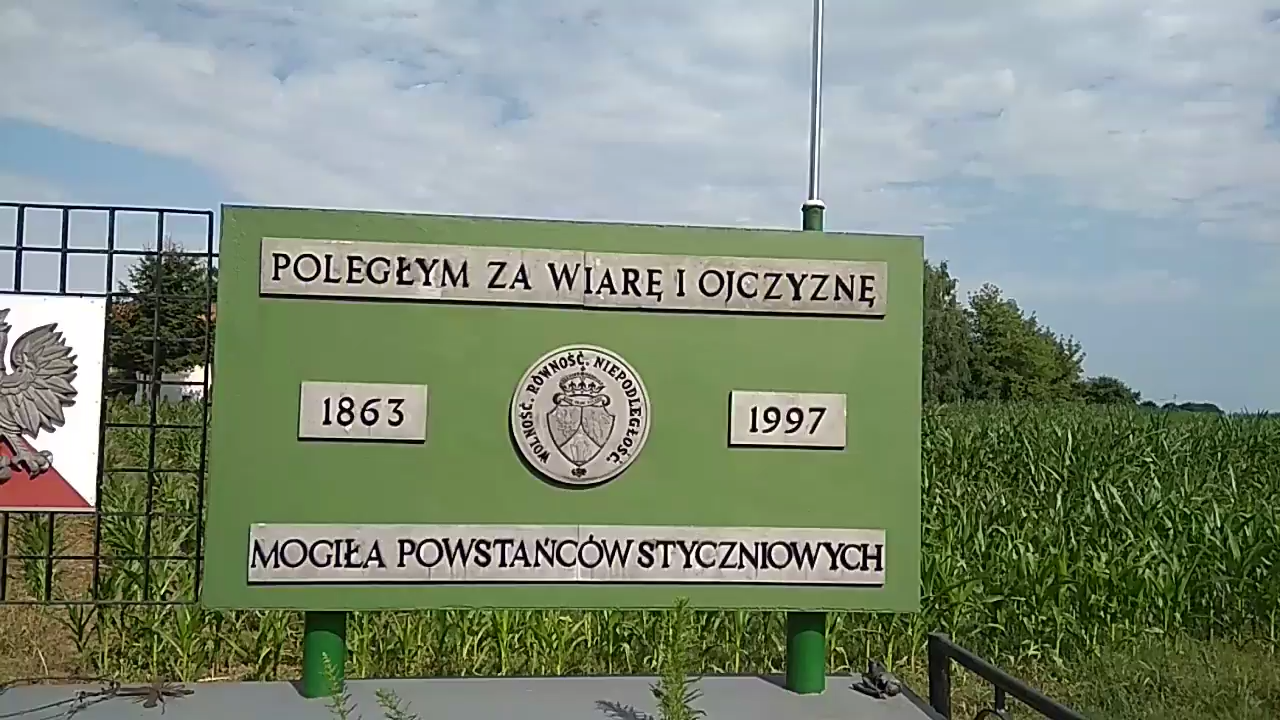 POLEGŁYM ZA WIARĘ I OJCZYZNĘ
1863
WOLNOŚĆ. RÓWNOŚĆ. NIEPODLEGŁOŚĆ.
1997
MOGIŁA POWSTAŃCÓW STYCZNIOWYCH